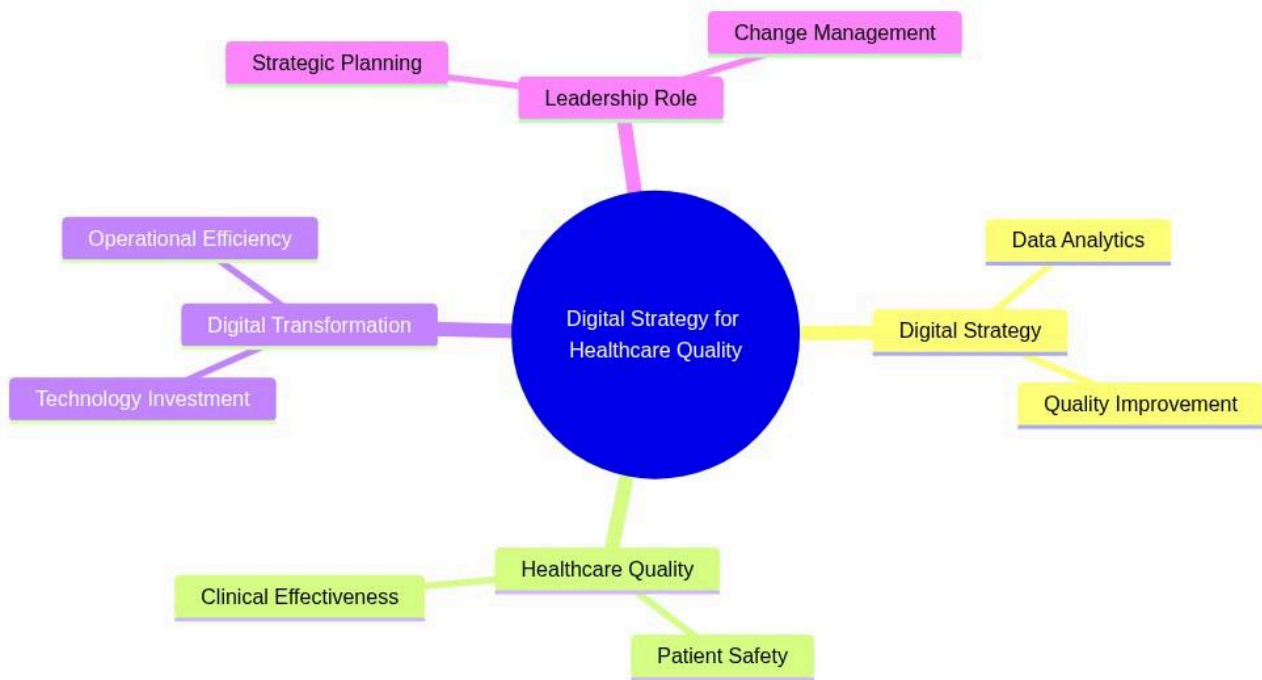 Change Management
Strategic Planning
Leadership Role
Operational Efficiency
Data Analytics
Digital Transformation
Digital Strategy for
Healthcare Quality
Digital Strategy
Technology Investment
Quality Improvement
Healthcare Quality
Clinical Effectiveness
Patient Safety